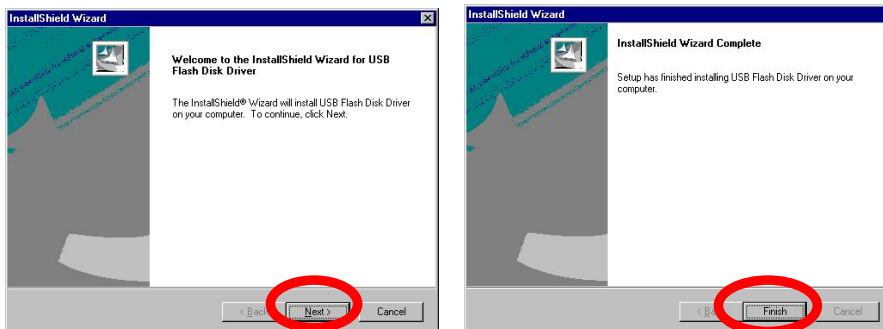 InstallShield Wizard
Welcome to the InstallShield Wizard for USB
Flash Disk Driver
The InstallShield® Wizard will install USB Flash Disk Driver
on your computer. To continue, click Next.
< Back
Next >
Cancel
InstallShield Wizard
InstallShield Wizard Complete
Setup has finished installing USB Flash Disk Driver on your
computer.
Finish
Cancel